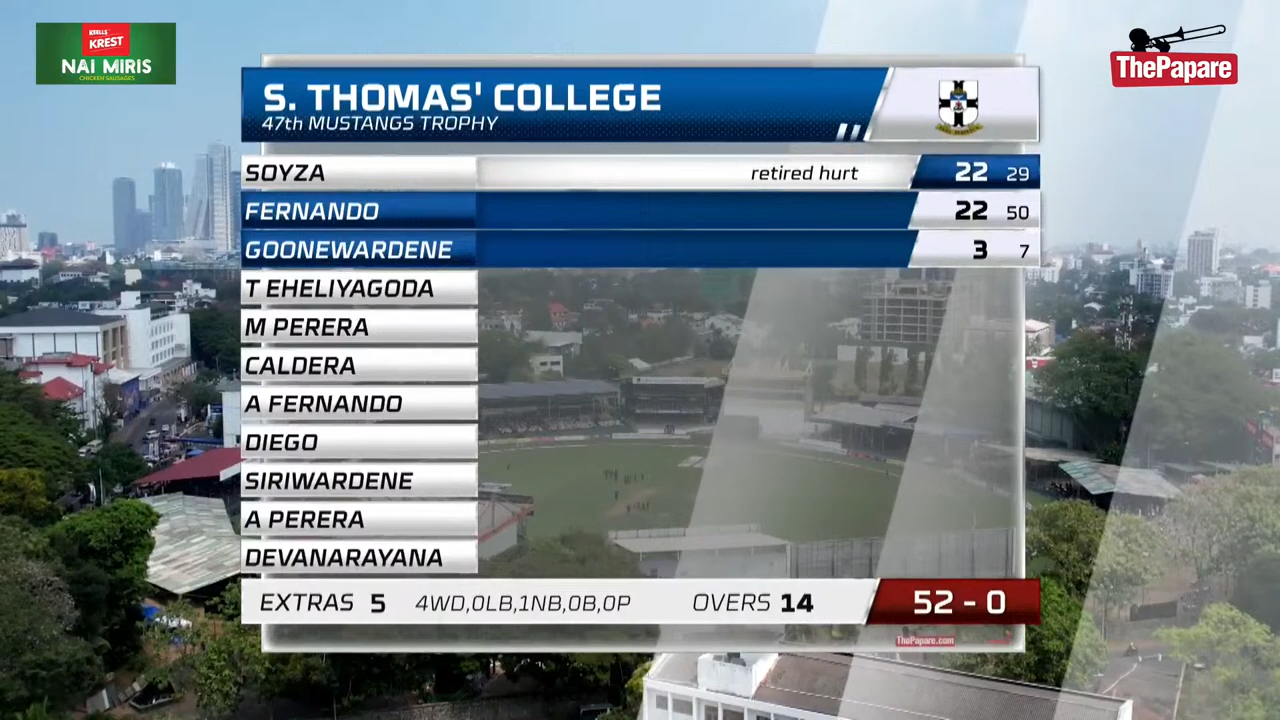 KEELLS
KREST
NAI MIRIS
CHICKEN SAUSAGES
ThePapare
S. THOMAS' COLLEGE
47th MUSTANGS TROPHY
SOYZA retired hurt 22 29
FERNANDO 22 50
GOONEWARDENE 3 7
T EHELIYAGODA
M PERERA
CALDERA
A FERNANDO
DIEGO
SIRIWARDENE
A PERERA
DEVANARAYANA
EXTRAS 5 4WD,0LB,1NB,0B,0P OVERS 14 52 - 0
ThePapare.com